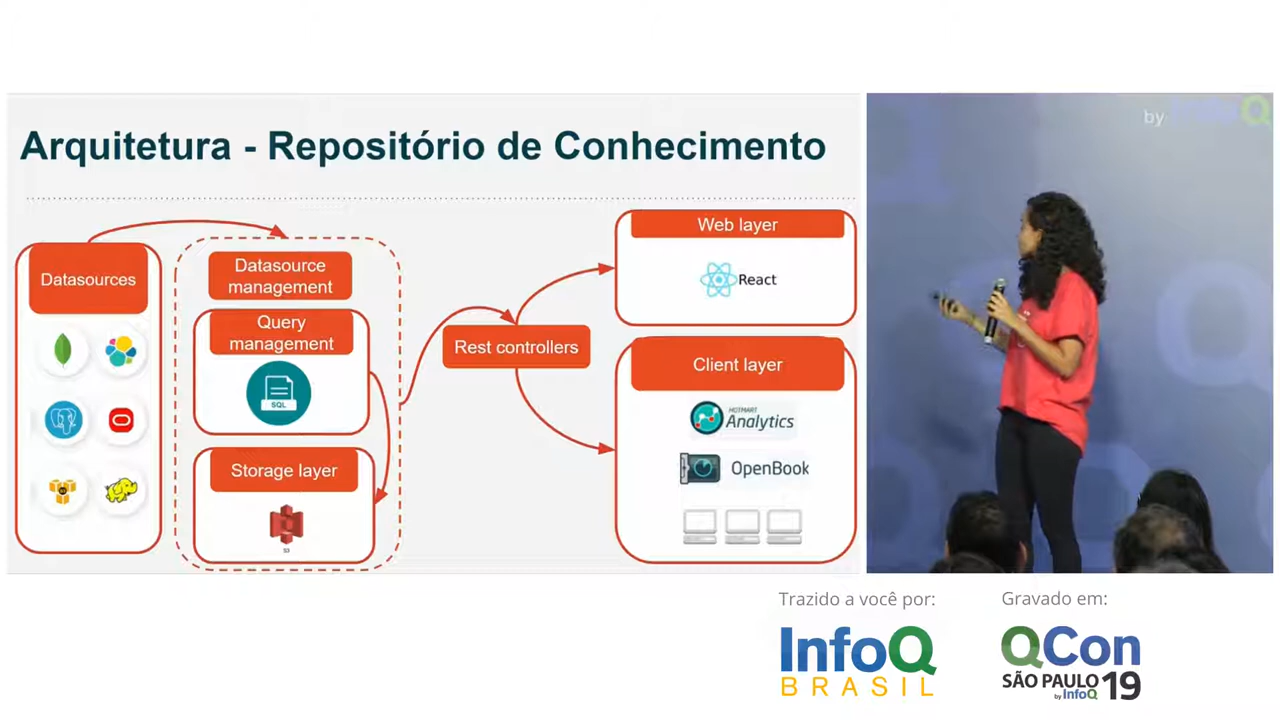 Arquitetura - Repositório de Conhecimento
Datasources
Datasource
management
Query
management
SQL
Storage layer
S3
Rest controllers
Web layer
React
Client layer
HOTMART
Analytics
OpenBook
by InfoQ
Trazido a você por:
InfoQ
BRASIL
Gravado em:
QCon
SÃO PAULO 19
by InfoQ